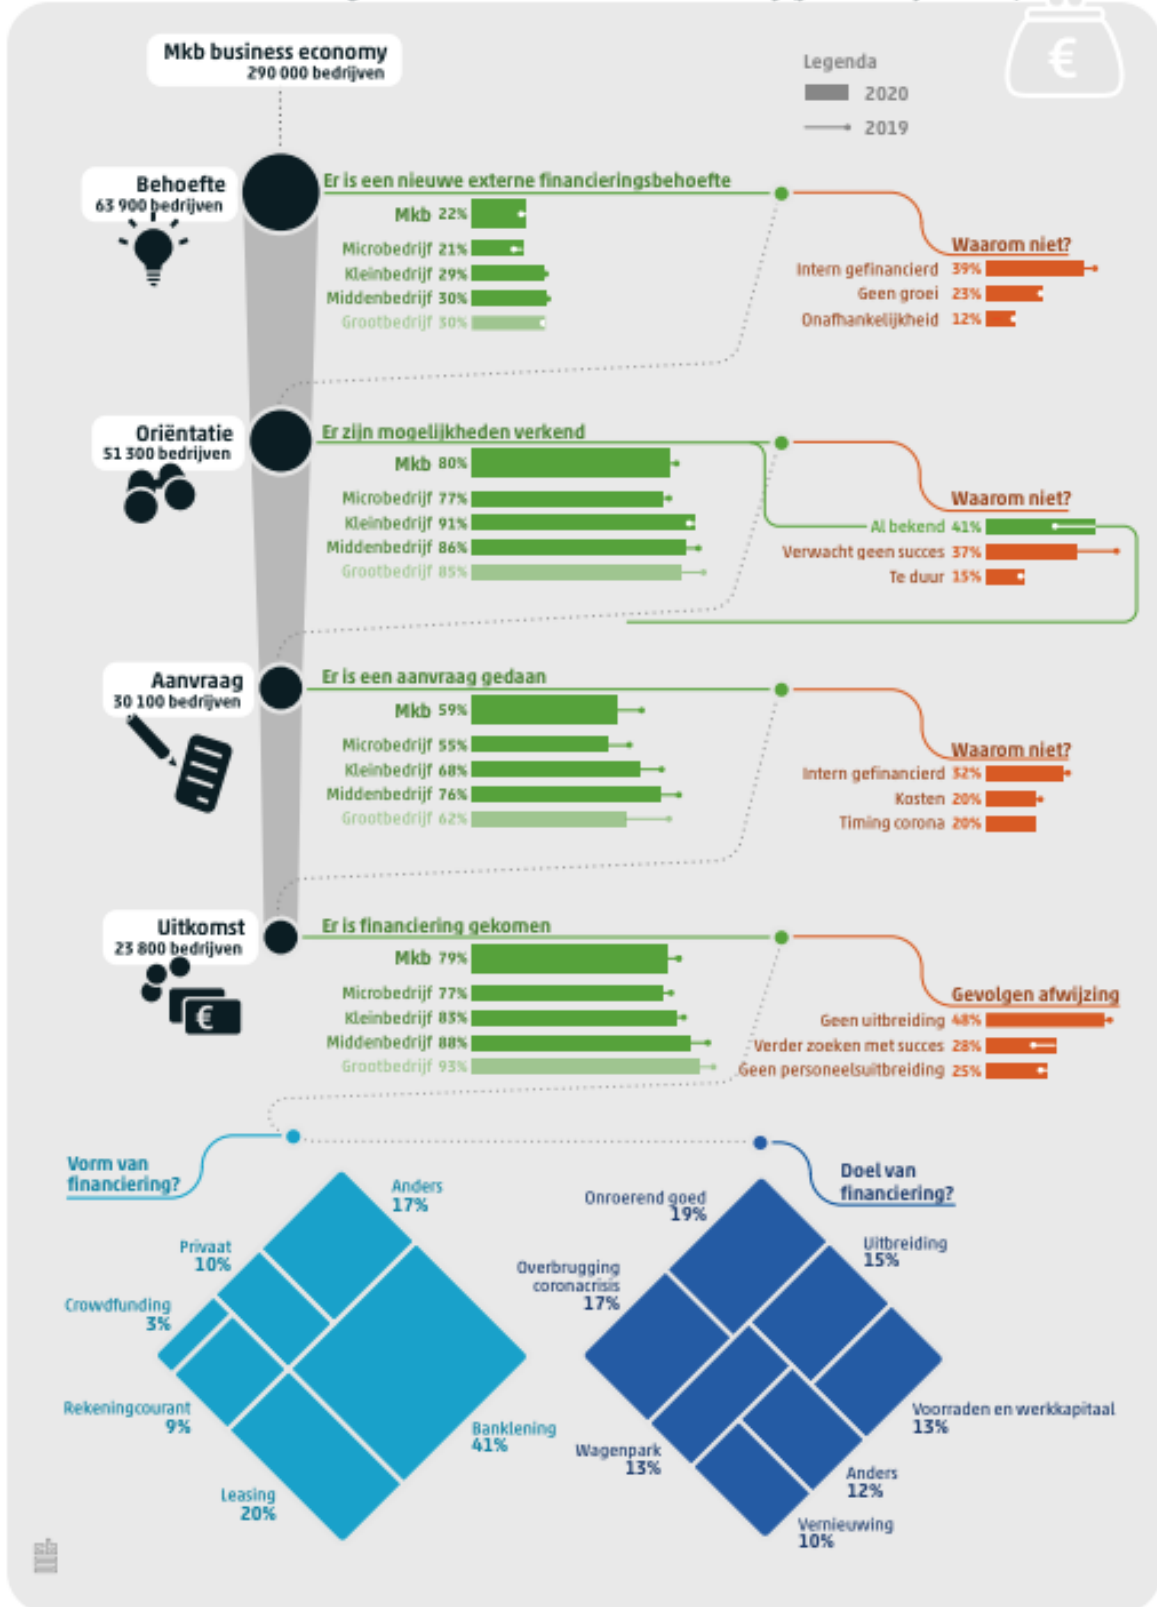 Mkb business economy
290 000 bedrijven
Legenda
2020
2019
€
Behoefte
63 900 bedrijven
Er is een nieuwe externe financieringsbehoefte
Mkb 22%
Microbedrijf 21%
Kleinbedrijf 29%
Middenbedrijf 30%
Grootbedrijf 30%
Waarom niet?
Intern gefinancierd 39%
Geen groei 23%
Onafhankelijkheid 12%
Oriëntatie
51 300 bedrijven
Er zijn mogelijkheden verkend
Mkb 80%
Microbedrijf 77%
Kleinbedrijf 91%
Middenbedrijf 86%
Grootbedrijf 85%
Waarom niet?
Al bekend 41%
Verwacht geen succes 37%
Te duur 15%
Aanvraag
30 100 bedrijven
Er is een aanvraag gedaan
Mkb 59%
Microbedrijf 55%
Kleinbedrijf 68%
Middenbedrijf 76%
Grootbedrijf 62%
Waarom niet?
Intern gefinancierd 32%
Kosten 20%
Timing corona 20%
Uitkomst
23 800 bedrijven
€
Er is financiering gekomen
Mkb 79%
Microbedrijf 77%
Kleinbedrijf 83%
Middenbedrijf 88%
Grootbedrijf 93%
Gevolgen afwijzing
Geen uitbreiding 48%
Verder zoeken met succes 28%
Geen personeelsuitbreiding 25%
Vorm van
financiering?
Anders
17%
Privaat
10%
Crowdfunding
3%
Rekeningcourant
9%
Leasing
20%
Banklening
41%
Doel van
financiering?
Onroerend goed
19%
Uitbreiding
15%
Overbrugging
coronacrisis
17%
Voorraden en werkkapitaal
13%
Wagenpark
13%
Anders
12%
Vernieuwing
10%